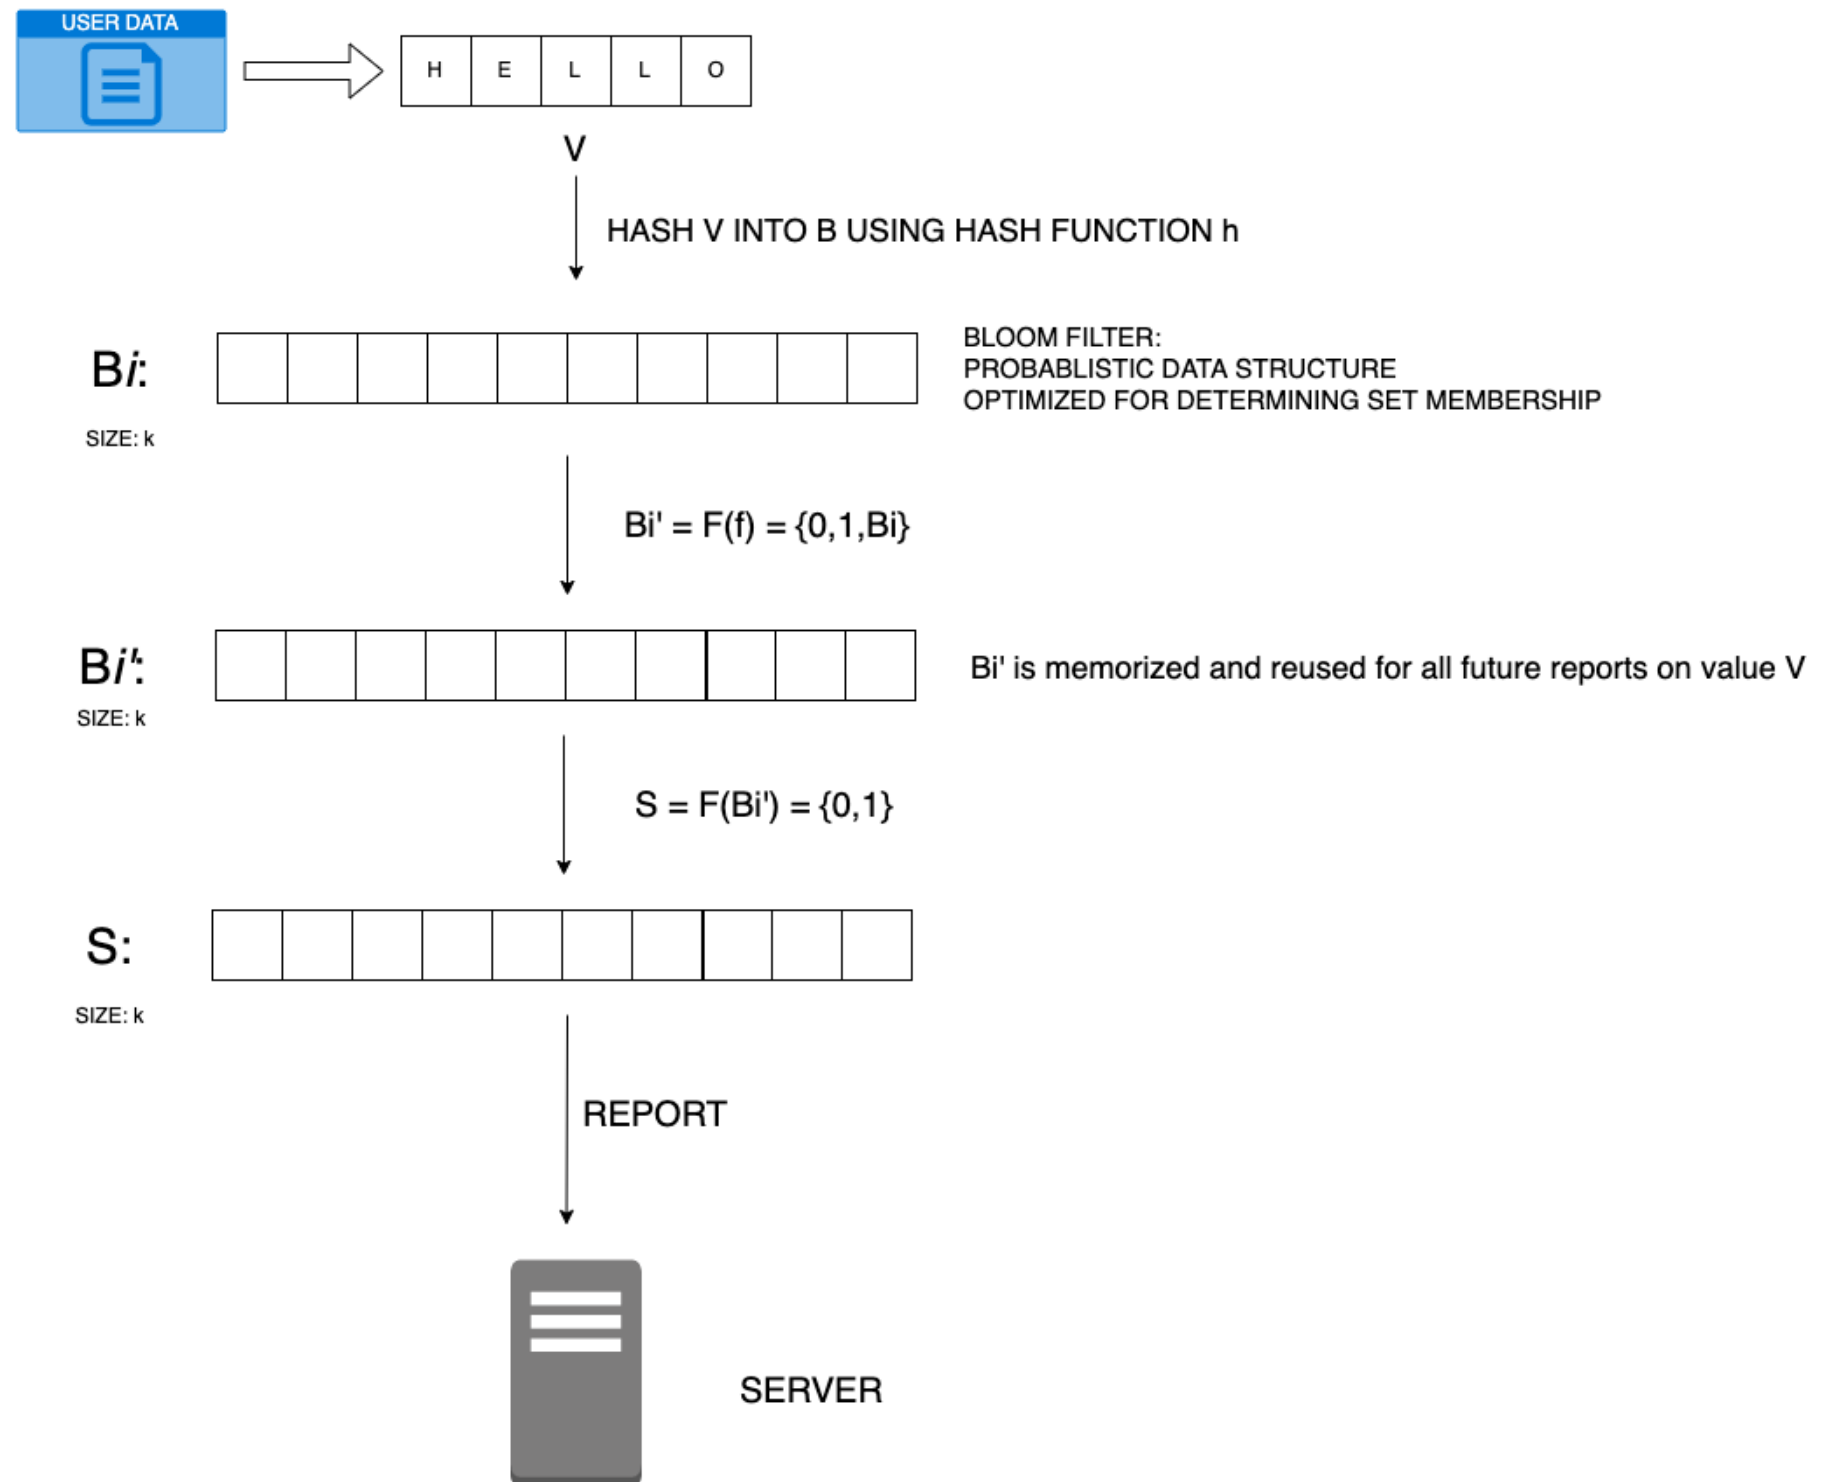 USER DATA
H E L L O
V
HASH V INTO B USING HASH FUNCTION h
Bi:
SIZE: k
BLOOM FILTER:
PROBABLISTIC DATA STRUCTURE
OPTIMIZED FOR DETERMINING SET MEMBERSHIP
Bi' = F(f) = {0,1,Bi}
Bi':
SIZE: k
Bi' is memorized and reused for all future reports on value V
S = F(Bi') = {0,1}
S:
SIZE: k
REPORT
SERVER